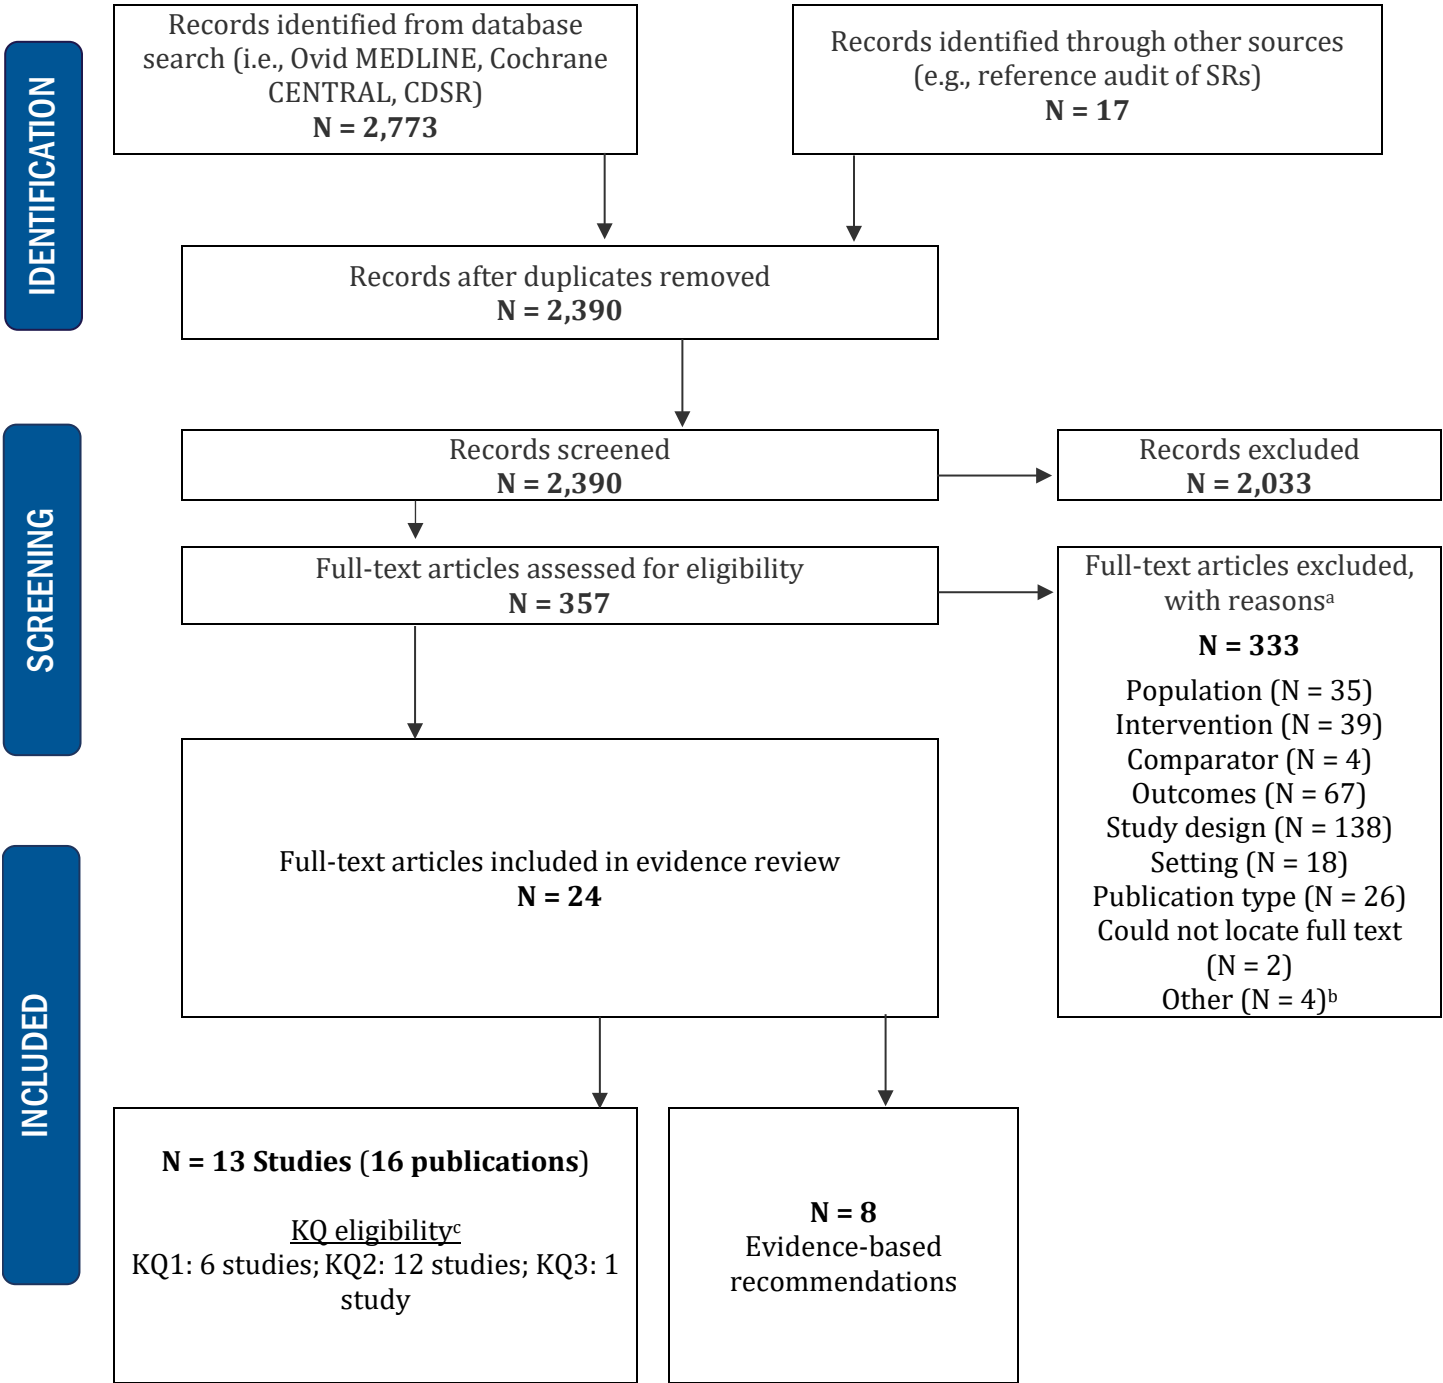 IDENTIFICATION
Records identified from database
search (i.e., Ovid MEDLINE, Cochrane
CENTRAL, CDSR)
N = 2,773
Records identified through other sources
(e.g., reference audit of SRs)
N = 17
Records after duplicates removed
N = 2,390
SCREENING
Records screened
N = 2,390
Records excluded
N = 2,033
Full-text articles assessed for eligibility
N = 357
Full-text articles excluded,
with reasonsᵃ
N = 333
Population (N = 35)
Intervention (N = 39)
Comparator (N = 4)
Outcomes (N = 67)
Study design (N = 138)
Setting (N = 18)
Publication type (N = 26)
Could not locate full text
(N = 2)
Other (N = 4)ᵇ
INCLUDED
Full-text articles included in evidence review
N = 24
N = 13 Studies (16 publications)
KQ eligibilityᶜ
KQ1: 6 studies; KQ2: 12 studies; KQ3: 1
study
N = 8
Evidence-based
recommendations